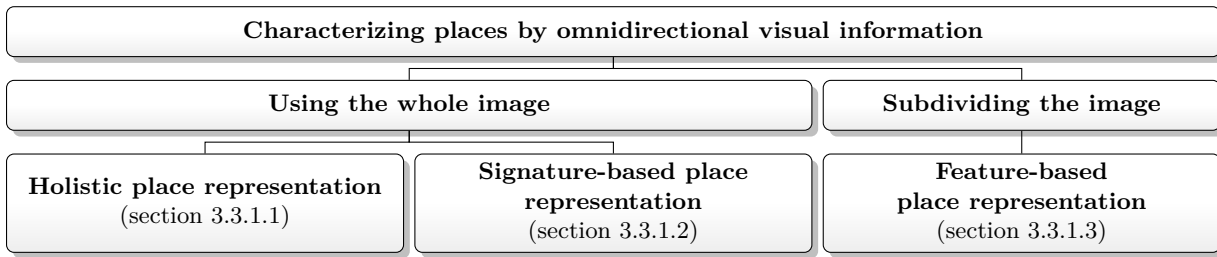 Characterizing places by omnidirectional visual information
Using the whole image
Subdividing the image
Holistic place representation
(section 3.3.1.1)
Signature-based place
representation
(section 3.3.1.2)
Feature-based
place representation
(section 3.3.1.3)